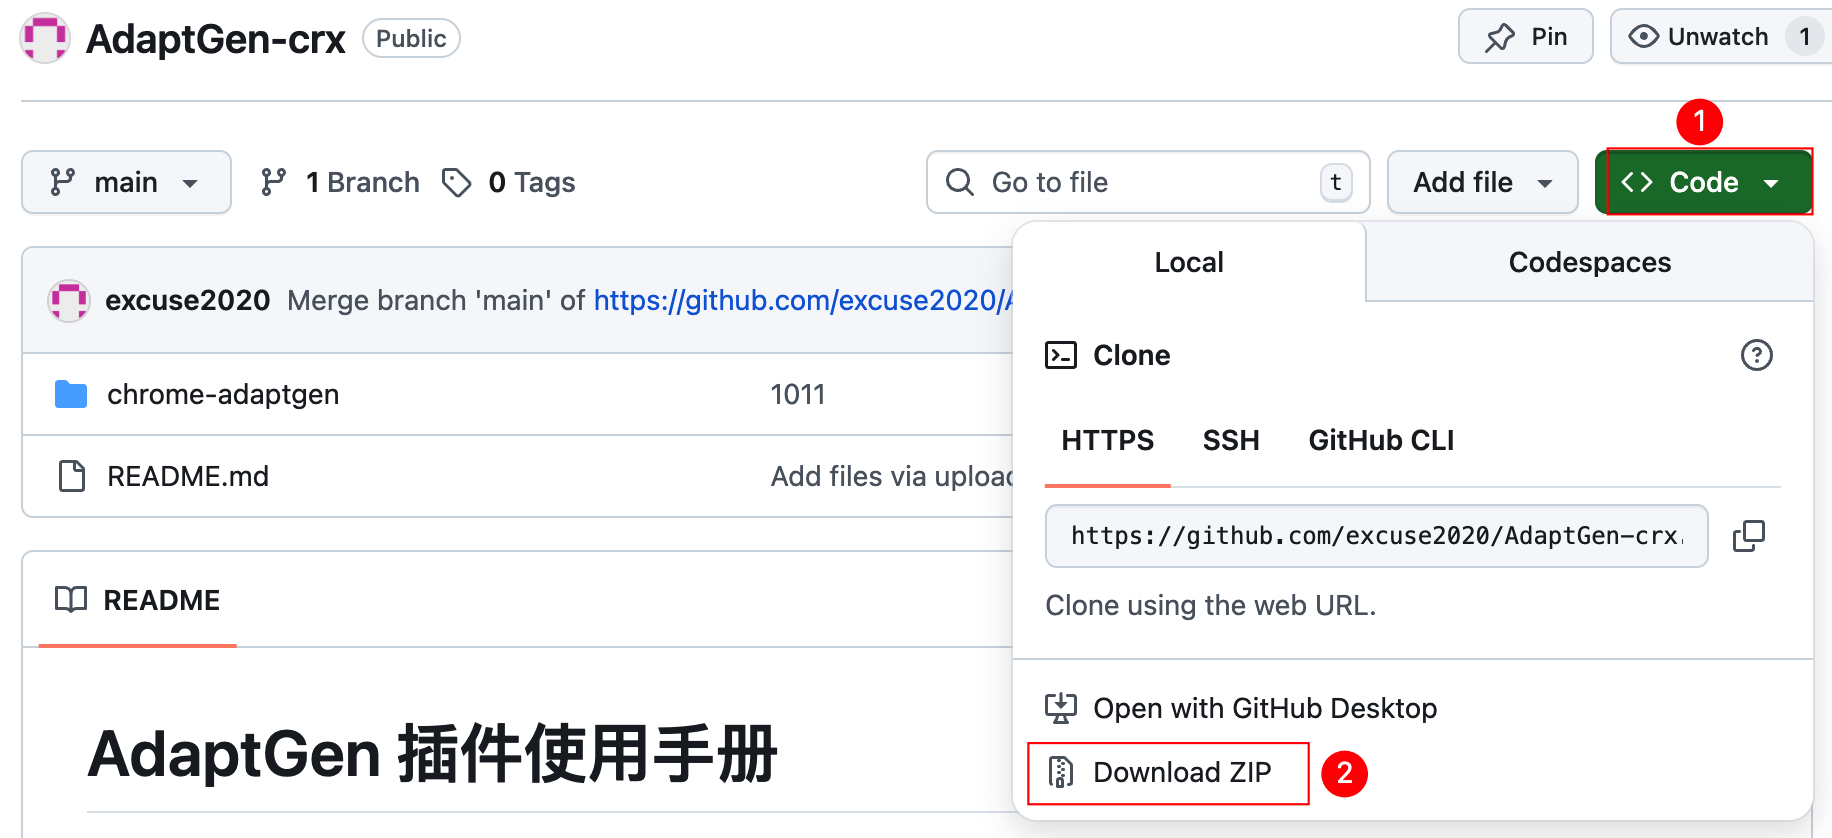 AdaptGen-crx Public
Pin
Unwatch 1
1
main
1 Branch
0 Tags
Go to file t
Add file
Code
Local
Codespaces
excuse2020 Merge branch 'main' of https://github.com/excuse2020/
Clone
chrome-adaptgen 1011
HTTPS SSH GitHub CLI
README.md Add files via upload
https://github.com/excuse2020/AdaptGen-crx.
README
Clone using the web URL.
Open with GitHub Desktop
AdaptGen 插件使用手册
Download ZIP 2